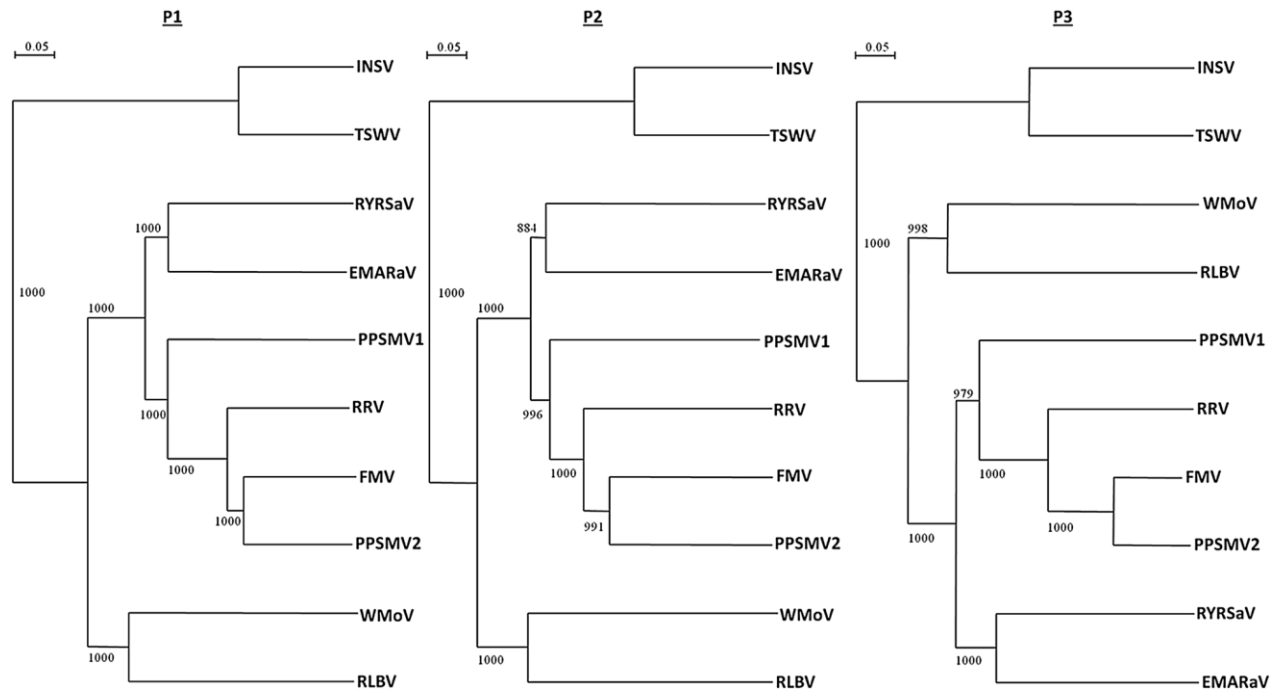 P1
0.05
INSV
TSWV
RYRSaV
1000
EMARaV
1000
1000
PPSMV1
RRV
1000
1000
FMV
1000
PPSMV2
WMoV
1000
RLBV
P2
0.05
INSV
TSWV
RYRSaV
884
EMARaV
1000
1000
PPSMV1
RRV
996
1000
FMV
991
PPSMV2
WMoV
1000
RLBV
P3
0.05
INSV
TSWV
WMoV
998
1000
RLBV
PPSMV1
979
RRV
1000
FMV
1000
1000
PPSMV2
RYRSaV
1000
EMARaV